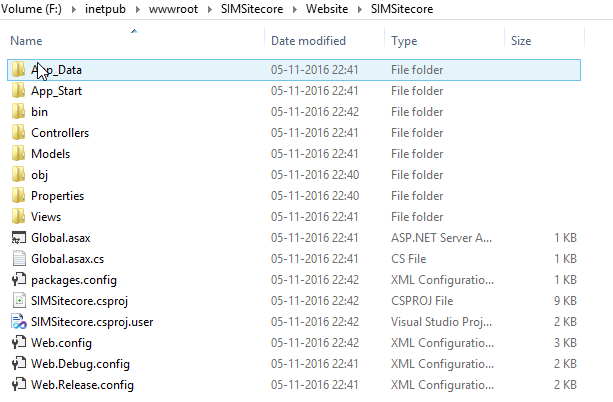 Volume (F:) > inetpub > wwwroot > SIMSitecore > Website > SIMSitecore
Name Date modified Type Size
App_Data 05-11-2016 22:41 File folder
App_Start 05-11-2016 22:41 File folder
bin 05-11-2016 22:42 File folder
Controllers 05-11-2016 22:41 File folder
Models 05-11-2016 22:41 File folder
obj 05-11-2016 22:40 File folder
Properties 05-11-2016 22:40 File folder
Views 05-11-2016 22:41 File folder
Global.asax 05-11-2016 22:41 ASP.NET Server A... 1 KB
Global.asax.cs 05-11-2016 22:41 CS File 1 KB
packages.config 05-11-2016 22:42 XML Configuratio... 1 KB
SIMSitecore.csproj 05-11-2016 22:42 CSPROJ File 9 KB
SIMSitecore.csproj.user 05-11-2016 22:42 Visual Studio Proj... 2 KB
Web.config 05-11-2016 22:42 XML Configuratio... 3 KB
Web.Debug.config 05-11-2016 22:41 XML Configuratio... 2 KB
Web.Release.config 05-11-2016 22:41 XML Configuratio... 2 KB